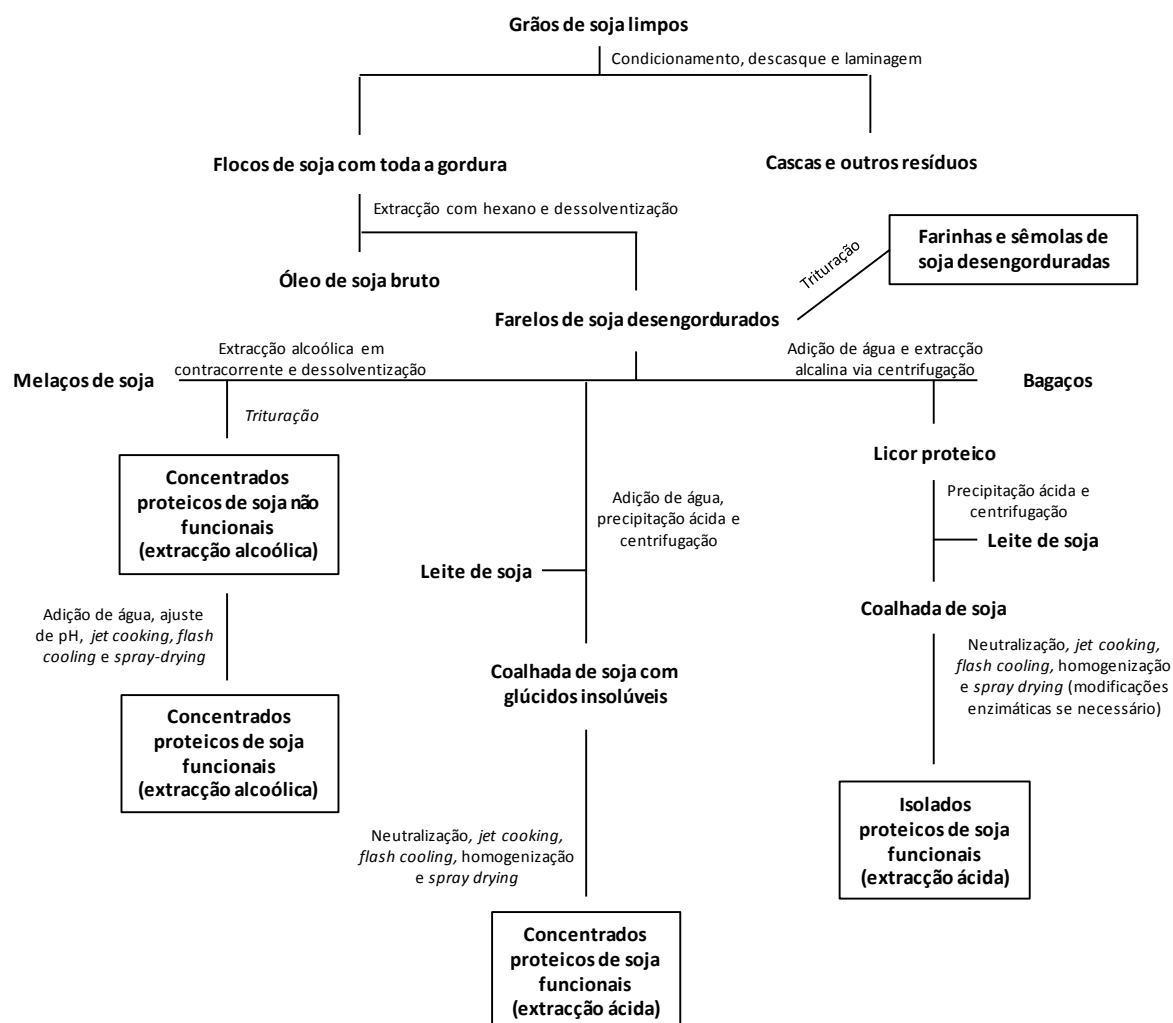 Grãos de soja limpos
Condicionamento, descasque e laminagem
Flocos de soja com toda a gordura
Cascas e outros resíduos
Extracção com hexano e dessolventização
Trituração
Farinhas e sêmolas de
soja desengorduradas
Óleo de soja bruto
Farelos de soja desengordurados
Extracção alcoólica em
contracorrente e dessolventização
Adição de água e extracção
alcalina via centrifugação
Melaços de soja
Bagaços
Trituração
Concentrados
proteicos de soja não
funcionais
(extracção alcoólica)
Adição de água,
precipitação ácida e
centrifugação
Licor proteico
Precipitação ácida e
centrifugação
Leite de soja
Leite de soja
Coalhada de soja
Adição de água, ajuste
de pH, jet cooking, flash
cooling e spray-drying
Coalhada de soja com
glúcidos insolúveis
Neutralização, jet cooking,
flash cooling, homogenização
e spray drying (modificações
enzimáticas se necessário)
Concentrados
proteicos de soja
funcionais
(extracção alcoólica)
Neutralização, jet cooking,
flash cooling, homogenização
e spray drying
Isolados
proteicos de soja
funcionais
(extracção ácida)
Concentrados
proteicos de soja
funcionais
(extracção ácida)